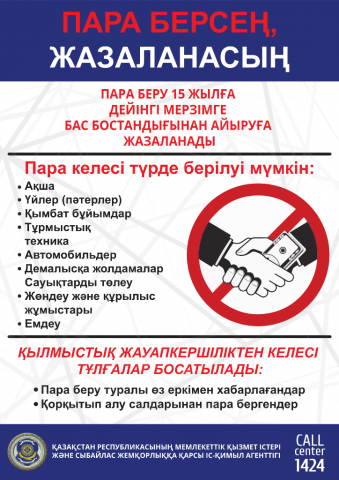 ПАРА БЕРСЕҢ,
ЖАЗАЛАНАСЫҢ
ПАРА БЕРУ 15 ЖЫЛҒА
ДЕЙІНГІ МЕРЗІМГЕ
БАС БОСТАНДЫҒЫНАН АЙЫРУҒА
ЖАЗАЛАНАДЫ
Пара келесі түрде берілуі мүмкін:
• Ақша
• Үйлер (пәтерлер)
• Қымбат бұйымдар
• Тұрмыстық
техника
• Автомобильдер
• Демалысқа жолдамалар
Сауықтарды төлеу
• Жөндеу және құрылыс
жұмыстары
• Емдеу
ҚЫЛМЫСТЫҚ ЖАУАПКЕРШІЛІКТЕН КЕЛЕСІ
ТҰЛҒАЛАР БОСАТЫЛАДЫ:
• Пара беру туралы өз еркімен хабарлағандар
• Қорқытып алу салдарынан пара бергендер
ҚАЗАҚСТАН РЕСПУБЛИКАСЫНЫҢ МЕМЛЕКЕТТІК ҚЫЗМЕТ ІСТЕРІ
ЖӘНЕ СЫБАЙЛАС ЖЕМҚОРЛЫҚҚА ҚАРСЫ ІС-ҚИМЫЛ АГЕНТТІГІ
CALL
center
1424